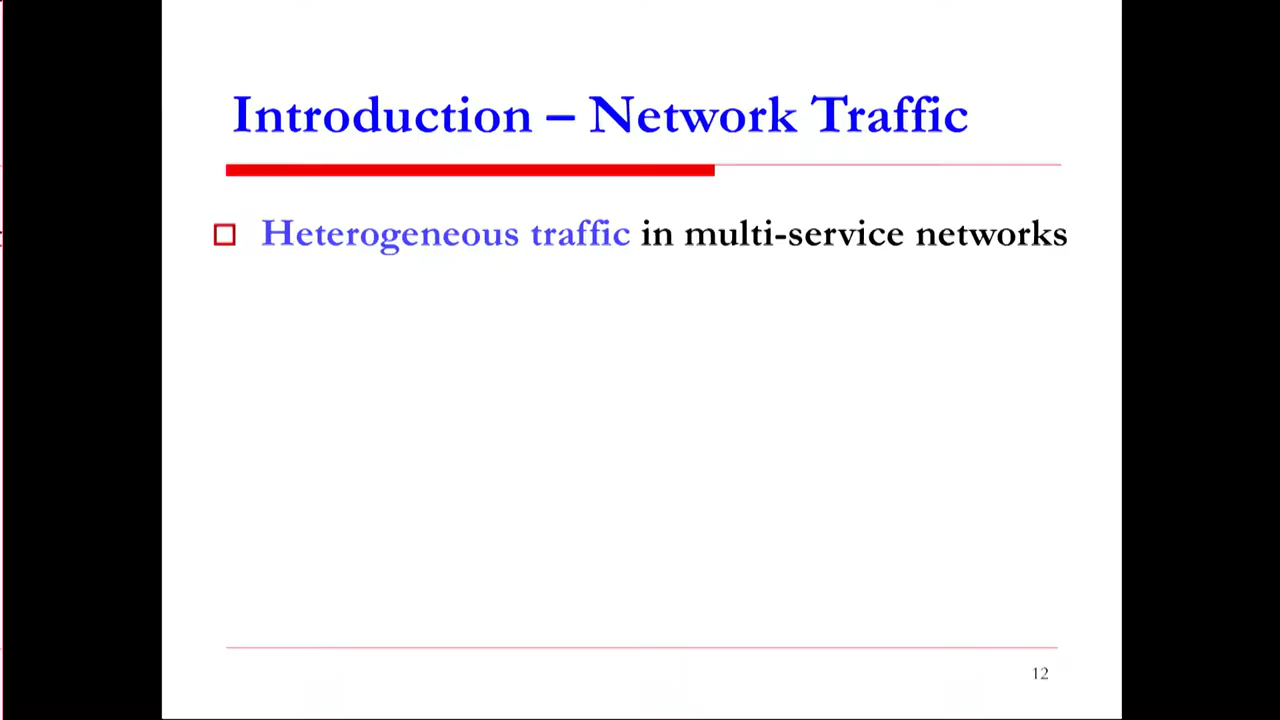 Introduction – Network Traffic
Heterogeneous traffic in multi-service networks
12